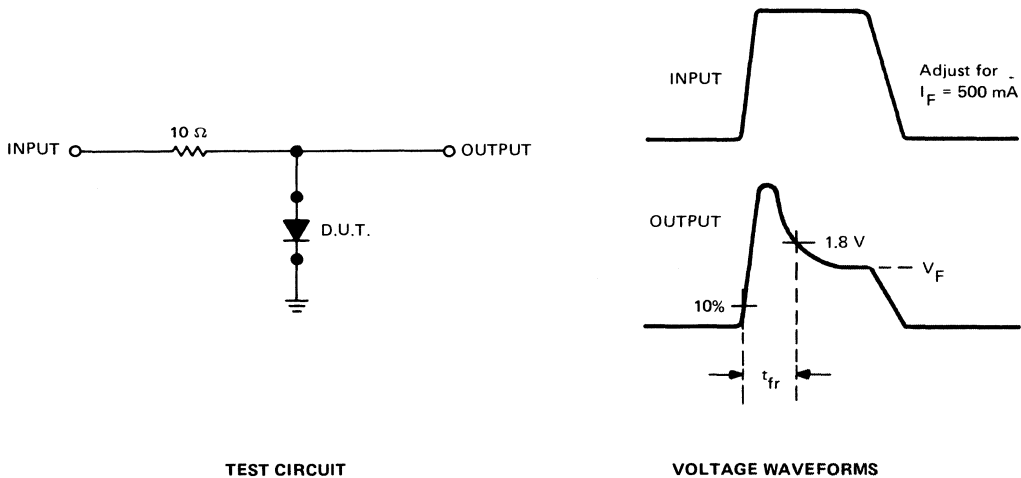 INPUT
10 Ω
OUTPUT
D.U.T.
TEST CIRCUIT
INPUT
Adjust for
I_F = 500 mA
OUTPUT
1.8 V
V_F
10%
t_fr
VOLTAGE WAVEFORMS